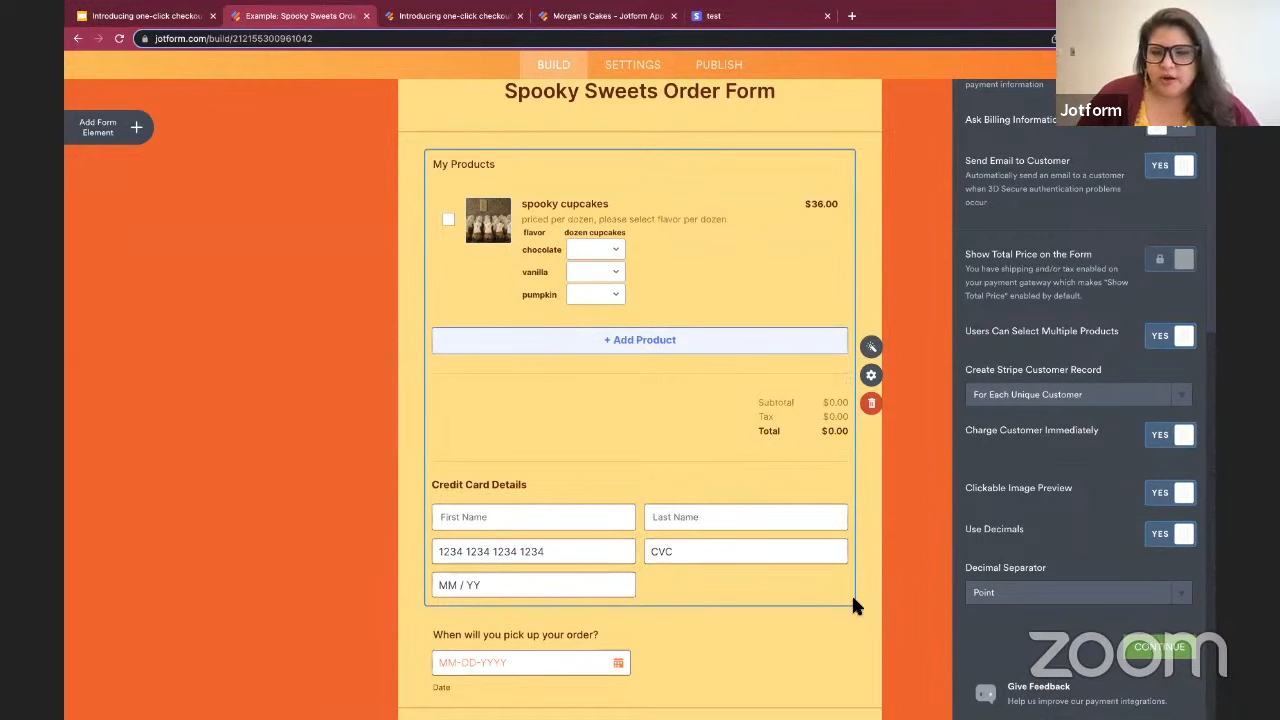 Introducing one-click checkou
Example: Spooky Sweets Orde
Introducing one-click checkout
Morgan's Cakes - Jotform App
test
jotform.com/build/212155300961042
BUILD
SETTINGS
PUBLISH
Jotform
Add Form
Element
Spooky Sweets Order Form
My Products
spooky cupcakes
$36.00
priced per dozen, please select flavor per dozen
flavor
dozen cupcakes
chocolate
vanilla
pumpkin
+ Add Product
Subtotal
$0.00
Tax
$0.00
Total
$0.00
Credit Card Details
First Name
Last Name
1234 1234 1234 1234
CVC
MM / YY
When will you pick up your order?
MM-DD-YYYY
Date
payment information
Ask Billing Informatio
Send Email to Customer
YES
Automatically send an email to a customer
when 3D Secure authentication problems
occur
Show Total Price on the Form
You have shipping and/or tax enabled on
your payment gateway which makes "Show
Total Price" enabled by default.
Users Can Select Multiple Products
YES
Create Stripe Customer Record
For Each Unique Customer
Charge Customer Immediately
YES
Clickable Image Preview
YES
Use Decimals
YES
Decimal Separator
Point
CONTINUE
zoom
Give Feedback
Help us improve our payment integrations.